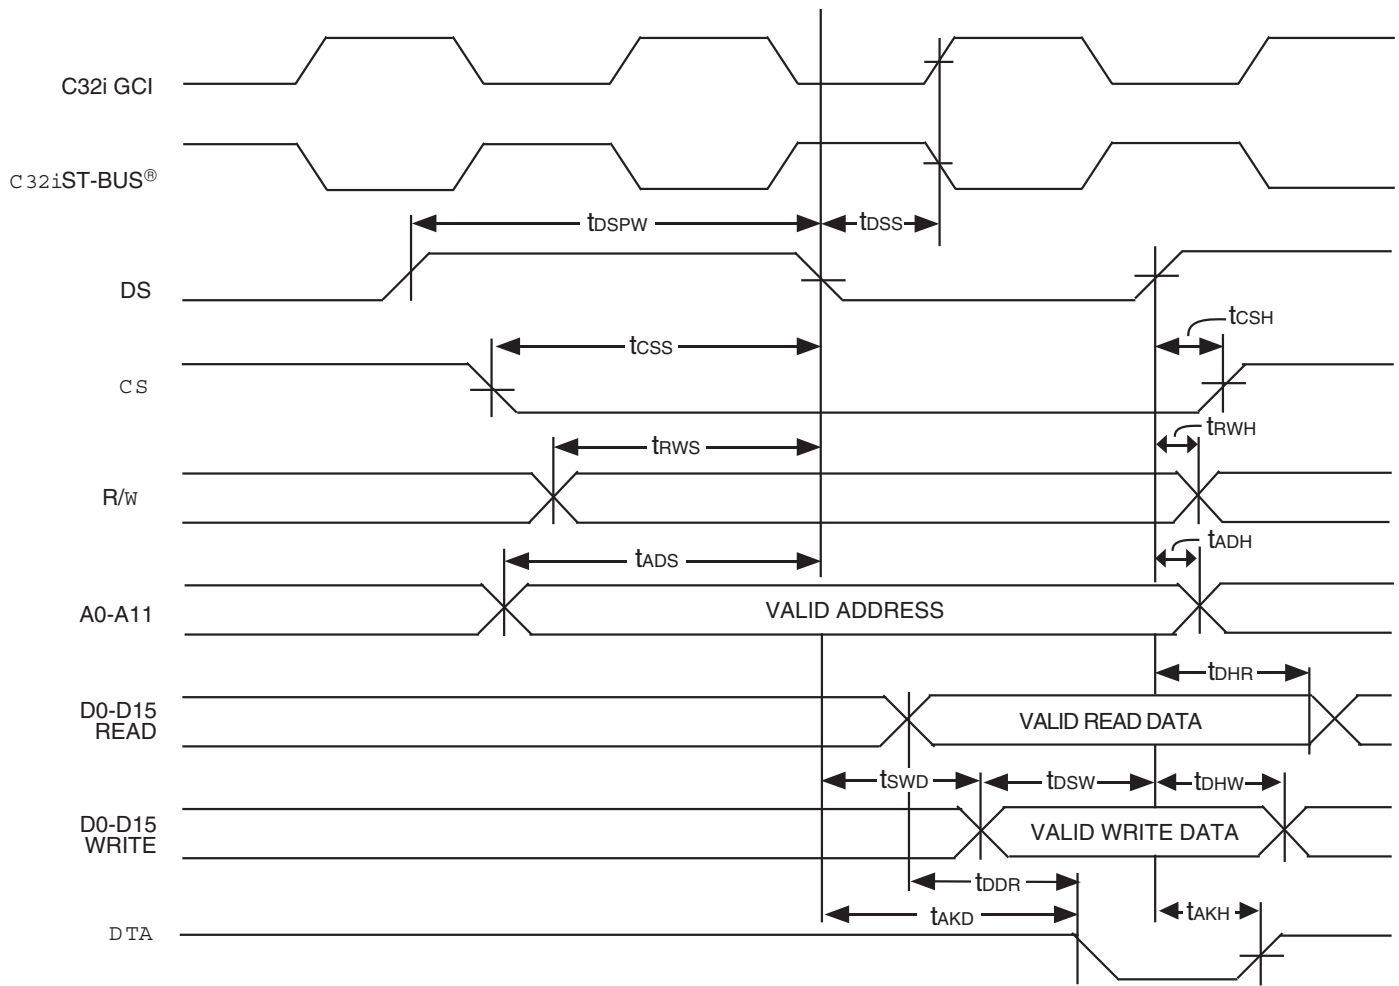 C32i GCI
C32iST-BUS®
tDSPW
tDSS
DS
tCSH
tCSS
CS
tRWH
tRWS
R/W
tADH
tADS
A0-A11
VALID ADDRESS
tDHR
D0-D15
READ
VALID READ DATA
tSWD
tDSW
tDHW
D0-D15
WRITE
VALID WRITE DATA
tDDR
tAKD
tAKH
DTA